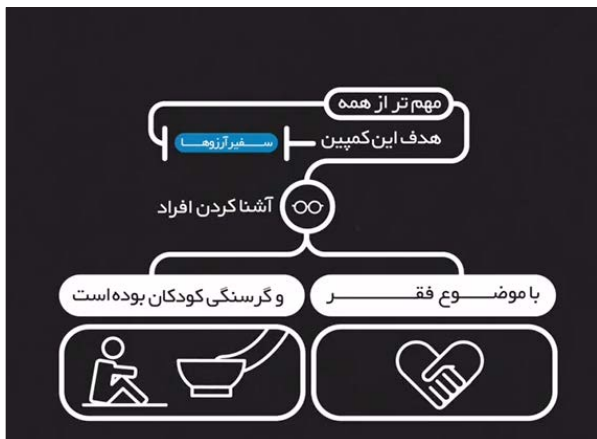 مهم تر از همه
هدف این کمپین سفیر آرزوها
آشنا کردن افراد
با موضوع فقر و گرسنگی کودکان بوده است